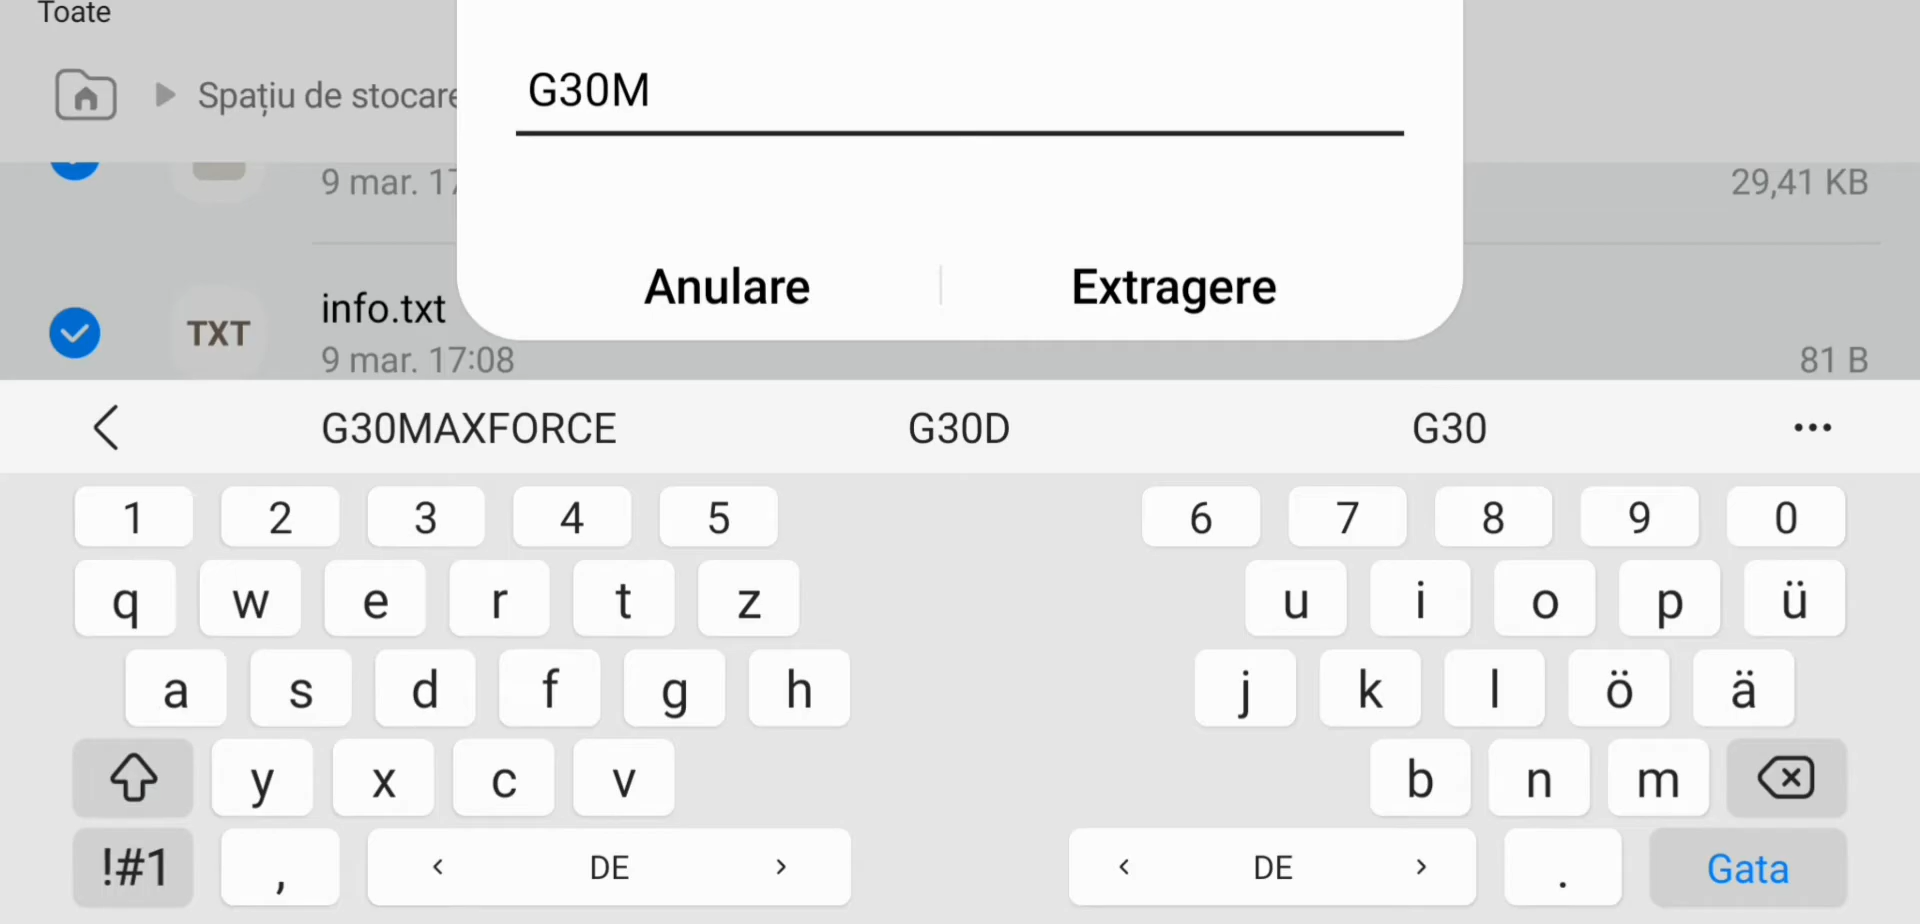 Toate
Spațiu de stocare
G30M
9 mar. 17
29,41 KB
Anulare
Extragere
info.txt
TXT
9 mar. 17:08
81 B
G30MAXFORCE
G30D
G30
1 2 3 4 5 6 7 8 9 0
q w e r t z u i o p ü
a s d f g h j k l ö ä
y x c v b n m
!#1 , < DE > < DE > . Gata